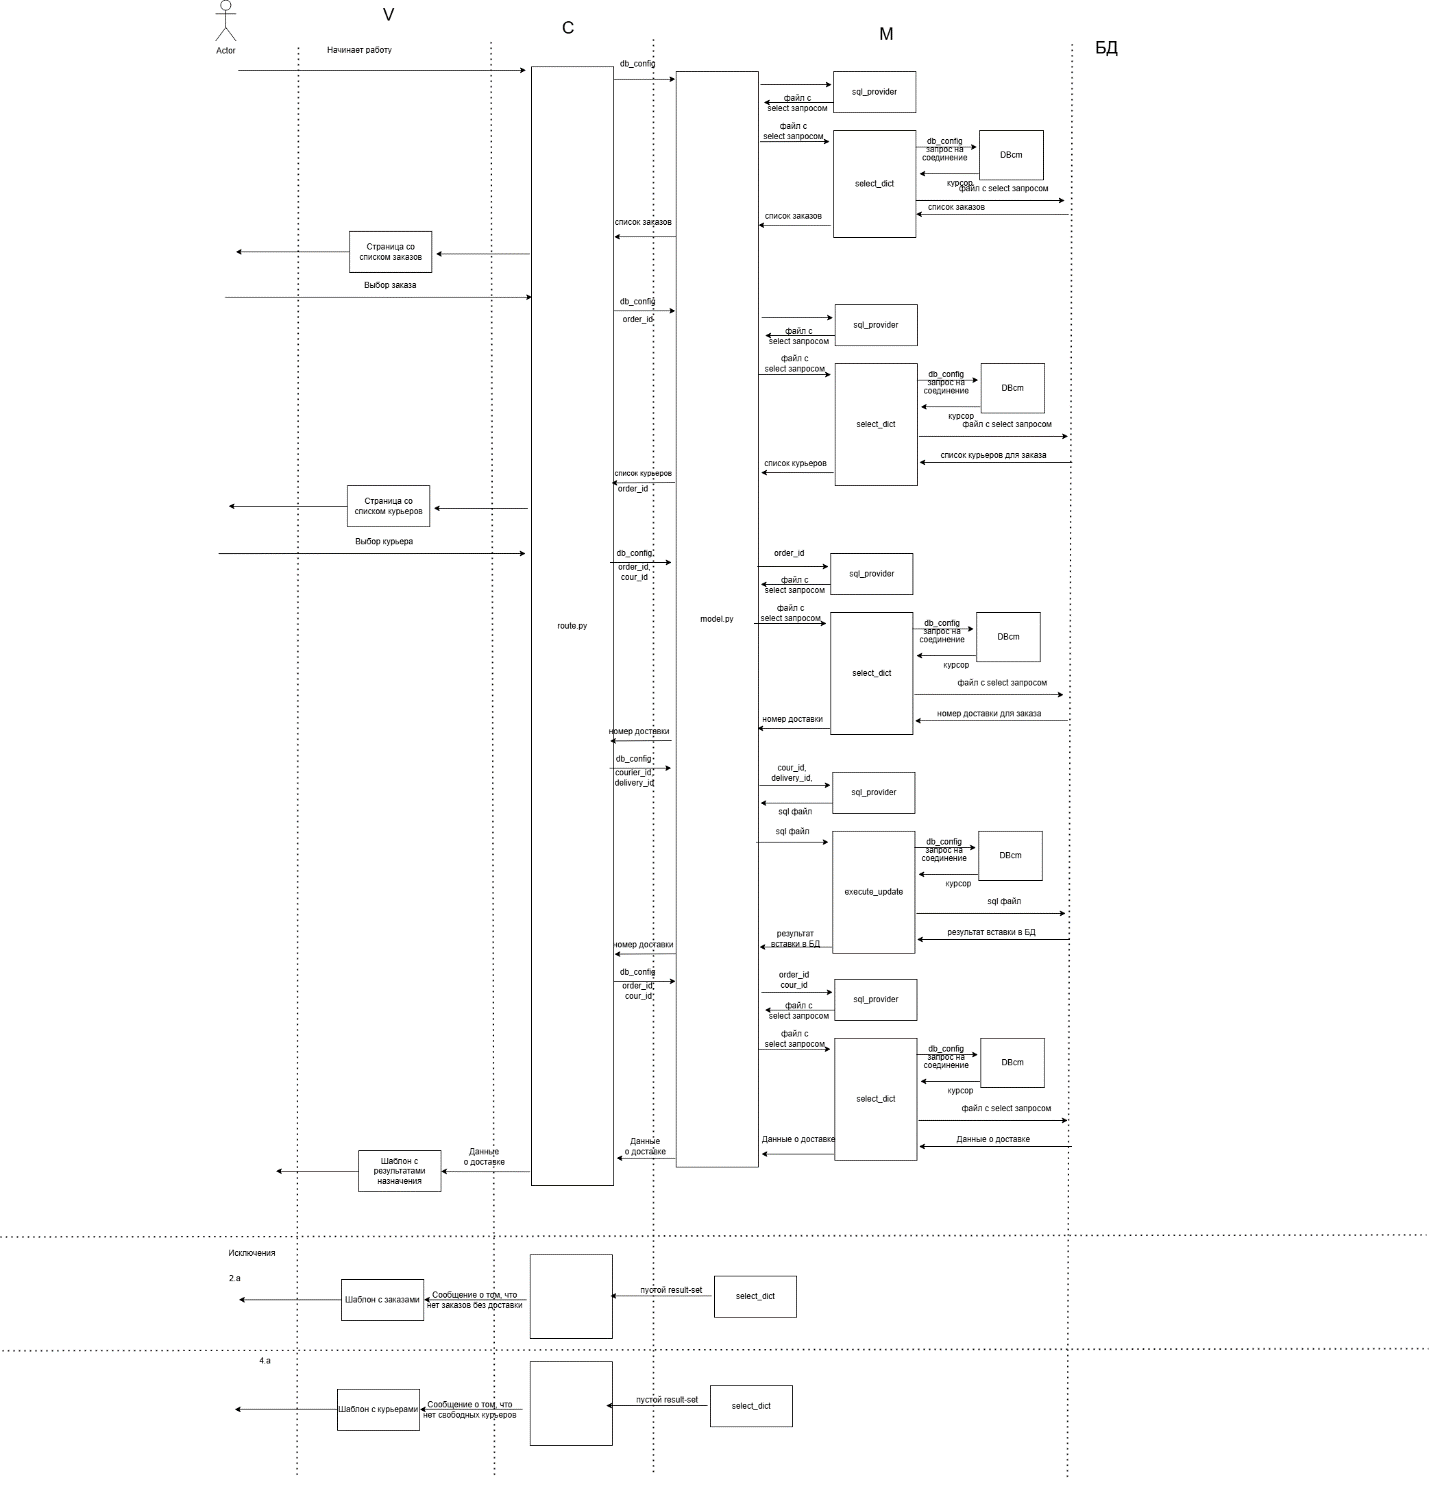 V
C
M
БД
Actor
Начинает работу
db_config
sql_provider
файл с
select запросом
файл с
select запросом
db_config
запрос на
соединение
DBcm
курсор
select_dict
файл с select запросом
список заказов
список заказов
список заказов
Страница со
списком заказов
Выбор заказа
db_config
order_id
sql_provider
файл с
select запросом
файл с
select запросом
db_config
запрос на
соединение
DBcm
курсор
select_dict
файл с select запросом
список курьеров для заказа
список курьеров
список курьеров
order_id
Страница со
списком курьеров
Выбор курьера
db_config
order_id,
cour_id
order_id
sql_provider
файл с
select запросом
файл с
select запросом
route.py
model.py
db_config
запрос на
соединение
DBcm
курсор
select_dict
файл с select запросом
номер доставки для заказа
номер доставки
номер доставки
db_config
courier_id,
delivery_id
cour_id,
delivery_id,
sql_provider
sql файл
sql файл
db_config
запрос на
соединение
DBcm
курсор
execute_update
sql файл
результат вставки в БД
результат
вставки в БД
номер доставки
db_config
order_id,
cour_id
order_id
cour_id
sql_provider
файл с
select запросом
файл с
select запросом
db_config
запрос на
соединение
DBcm
курсор
select_dict
файл с select запросом
Данные о доставке
Данные о доставке
Данные
о доставке
Данные
о доставке
Шаблон с
результатами
назначения
Исключения
2.а
Шаблон с заказами
Сообщение о том, что
нет заказов без доставки
пустой result-set
select_dict
4.а
Шаблон с курьерами
Сообщение о том, что
нет свободных курьеров
пустой result-set
select_dict